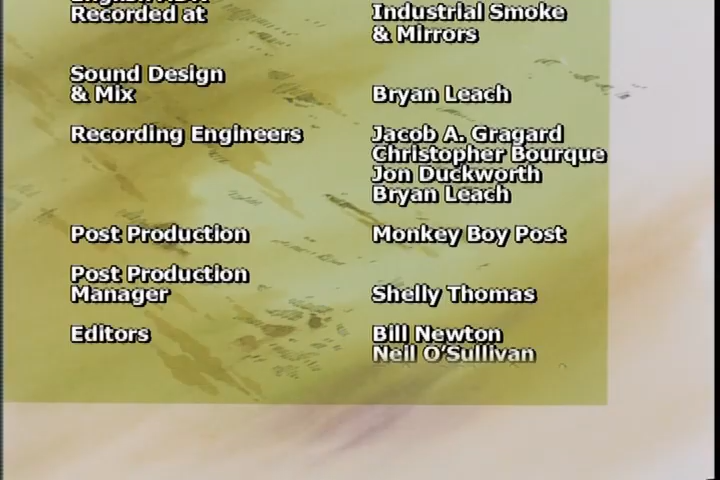 Recorded at Industrial Smoke
& Mirrors
Sound Design
& Mix Bryan Leach
Recording Engineers Jacob A. Gragard
Christopher Bourque
Jon Duckworth
Bryan Leach
Post Production Monkey Boy Post
Post Production
Manager Shelly Thomas
Editors Bill Newton
Neil O'Sullivan